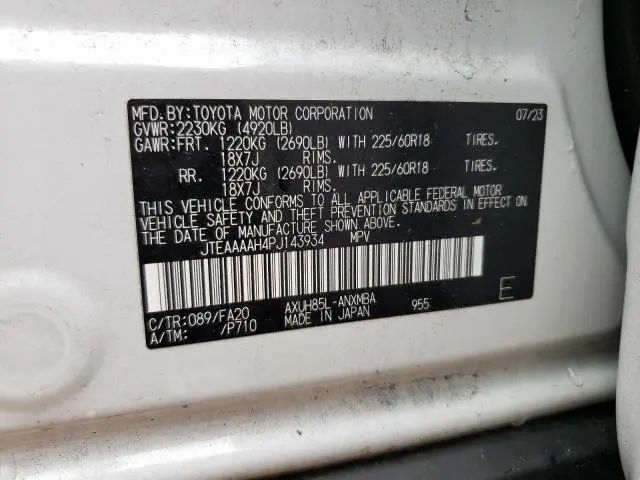 MFD.BY:TOYOTA MOTOR CORPORATION 07/23
GVWR:2230KG (4920LB)
GAWR:FRT. 1220KG (2690LB) WITH 225/60R18 TIRES.
18X7J RIMS.
RR. 1220KG (2690LB) WITH 225/60R18 TIRES.
18X7J RIMS.
THIS VEHICLE CONFORMS TO ALL APPLICABLE FEDERAL MOTOR
VEHICLE SAFETY AND THEFT PREVENTION STANDARDS IN EFFECT ON
THE DATE OF MANUFACTURE SHOWN ABOVE.
JTEAAAAH4PJ143934 MPV
C/TR:089/FA20 AXUH85L-ANXMBA 955 E
A/TM: /P710 MADE IN JAPAN